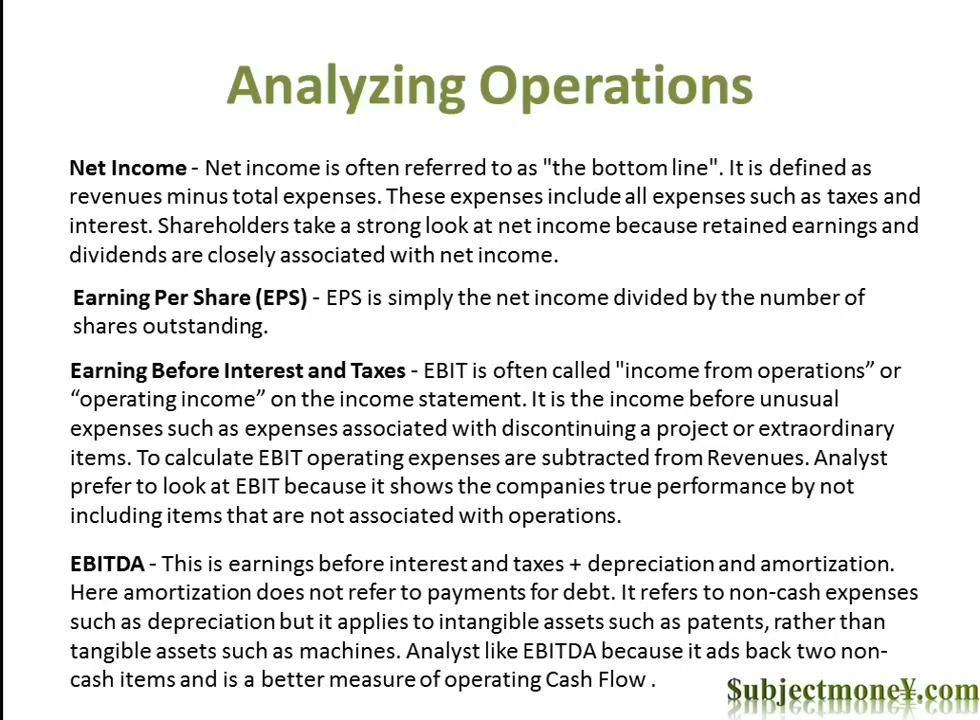 Analyzing Operations
Net Income - Net income is often referred to as "the bottom line". It is defined as
revenues minus total expenses. These expenses include all expenses such as taxes and
interest. Shareholders take a strong look at net income because retained earnings and
dividends are closely associated with net income.
Earning Per Share (EPS) - EPS is simply the net income divided by the number of
shares outstanding.
Earning Before Interest and Taxes - EBIT is often called "income from operations” or
“operating income” on the income statement. It is the income before unusual
expenses such as expenses associated with discontinuing a project or extraordinary
items. To calculate EBIT operating expenses are subtracted from Revenues. Analyst
prefer to look at EBIT because it shows the companies true performance by not
including items that are not associated with operations.
EBITDA - This is earnings before interest and taxes + depreciation and amortization.
Here amortization does not refer to payments for debt. It refers to non-cash expenses
such as depreciation but it applies to intangible assets such as patents, rather than
tangible assets such as machines. Analyst like EBITDA because it ads back two non-
cash items and is a better measure of operating Cash Flow .
$ubjectmone¥.com